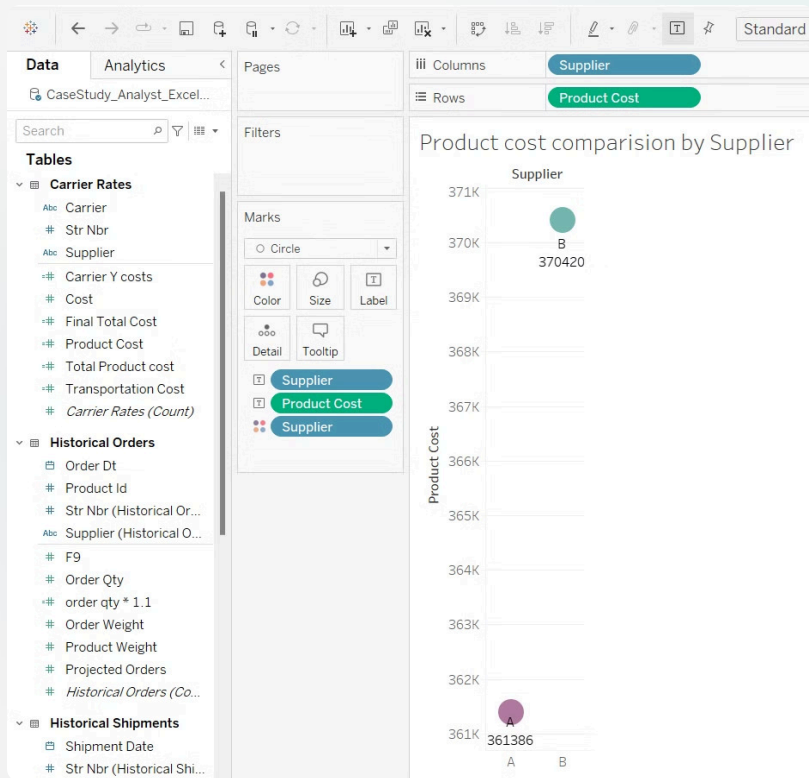 Standard
Data
Analytics
CaseStudy_Analyst_Excel...
Search
Tables
Carrier Rates
Abc Carrier
# Str Nbr
Abc Supplier
=# Carrier Y costs
# Cost
=# Final Total Cost
=# Product Cost
=# Total Product cost
=# Transportation Cost
# Carrier Rates (Count)
Historical Orders
Order Dt
# Product Id
# Str Nbr (Historical Or...
Abc Supplier (Historical O...
# F9
# Order Qty
=# order qty * 1.1
# Order Weight
# Product Weight
# Projected Orders
# Historical Orders (Co...
Historical Shipments
Shipment Date
# Str Nbr (Historical Shi...
Pages
Filters
Marks
Circle
Color
Size
T
Label
Detail
Tooltip
T Supplier
T Product Cost
Supplier
Columns
Supplier
Rows
Product Cost
Product cost comparision by Supplier
Supplier
371K
370K
369K
368K
367K
366K
365K
364K
363K
362K
361K
Product Cost
B
370420
A
361386
A
B